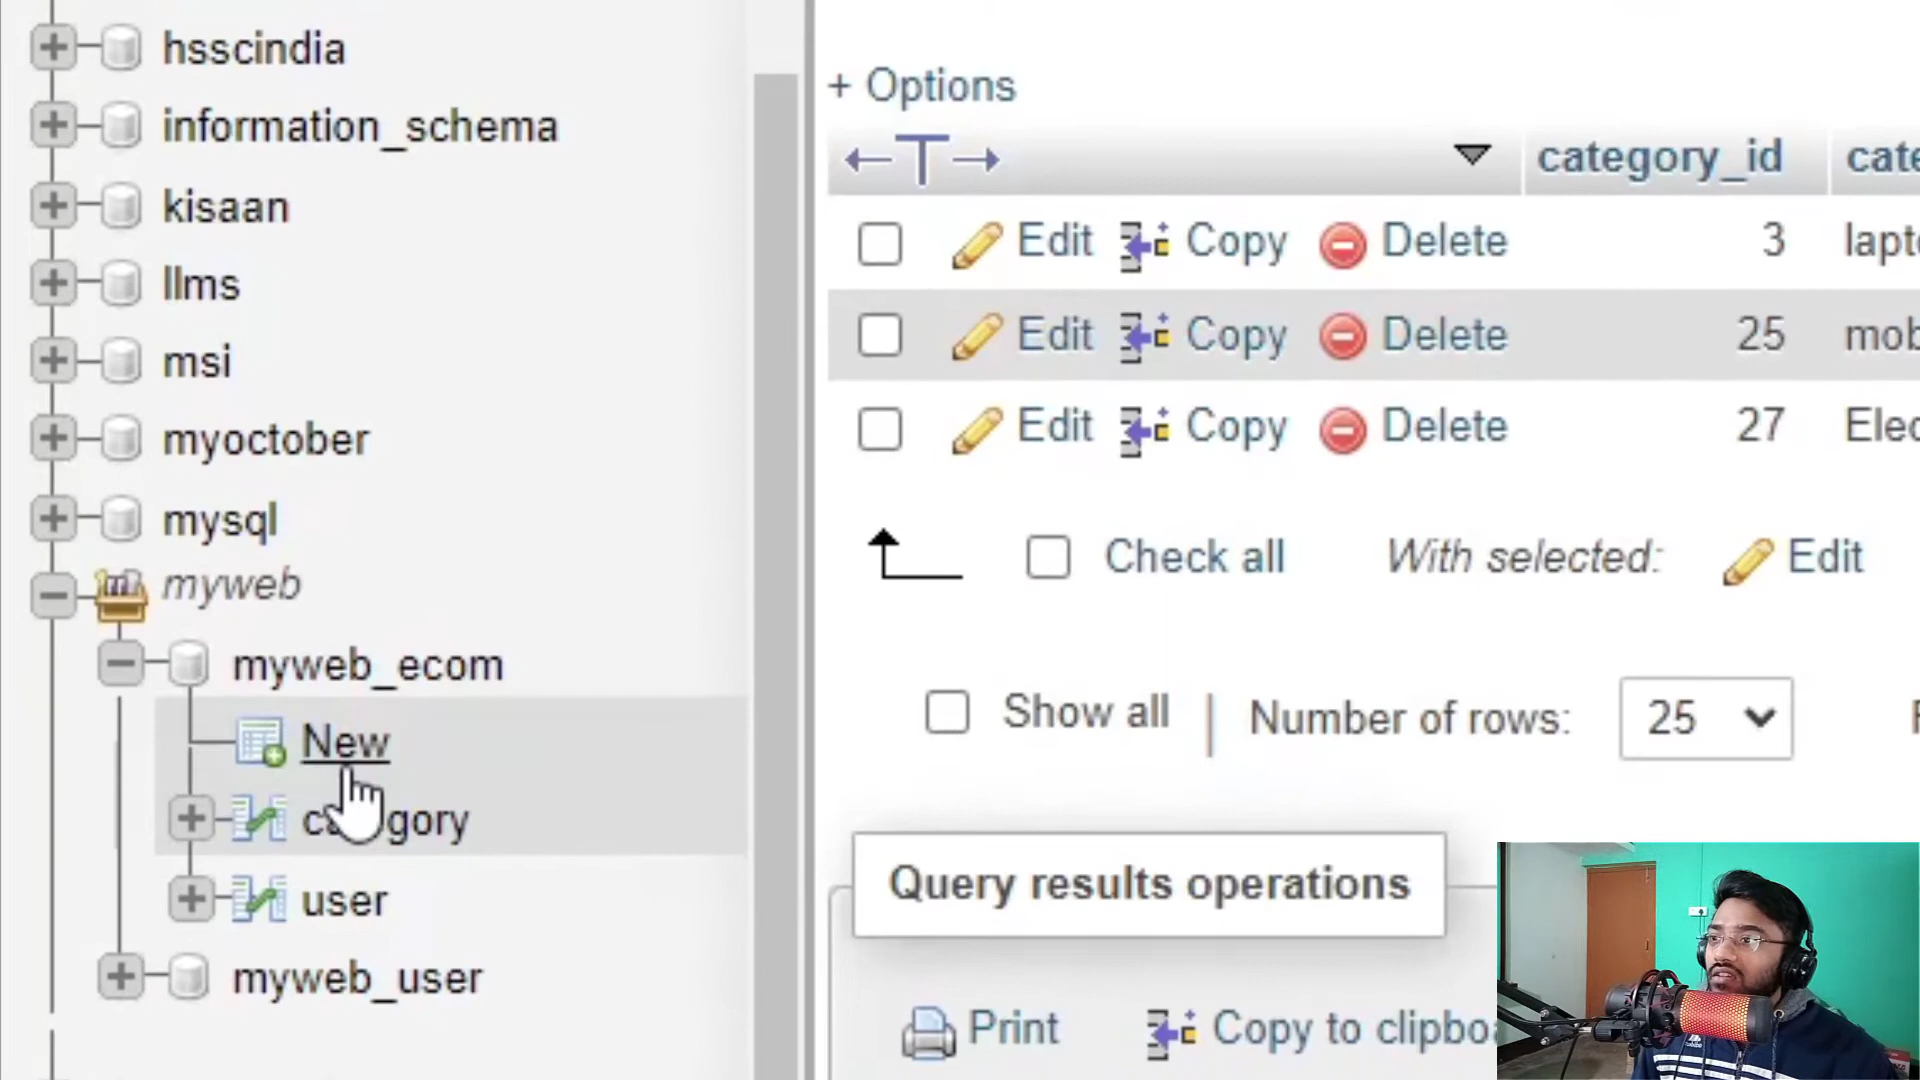 hsscindia
information_schema
kisaan
llms
msi
myoctober
mysql
myweb
myweb_ecom
New
user
myweb_user
+ Options
category_id
Edit Copy Delete 3
Edit Copy Delete 25
Edit Copy Delete 27
Check all With selected: Edit
Show all Number of rows: 25
Query results operations
Print Copy to